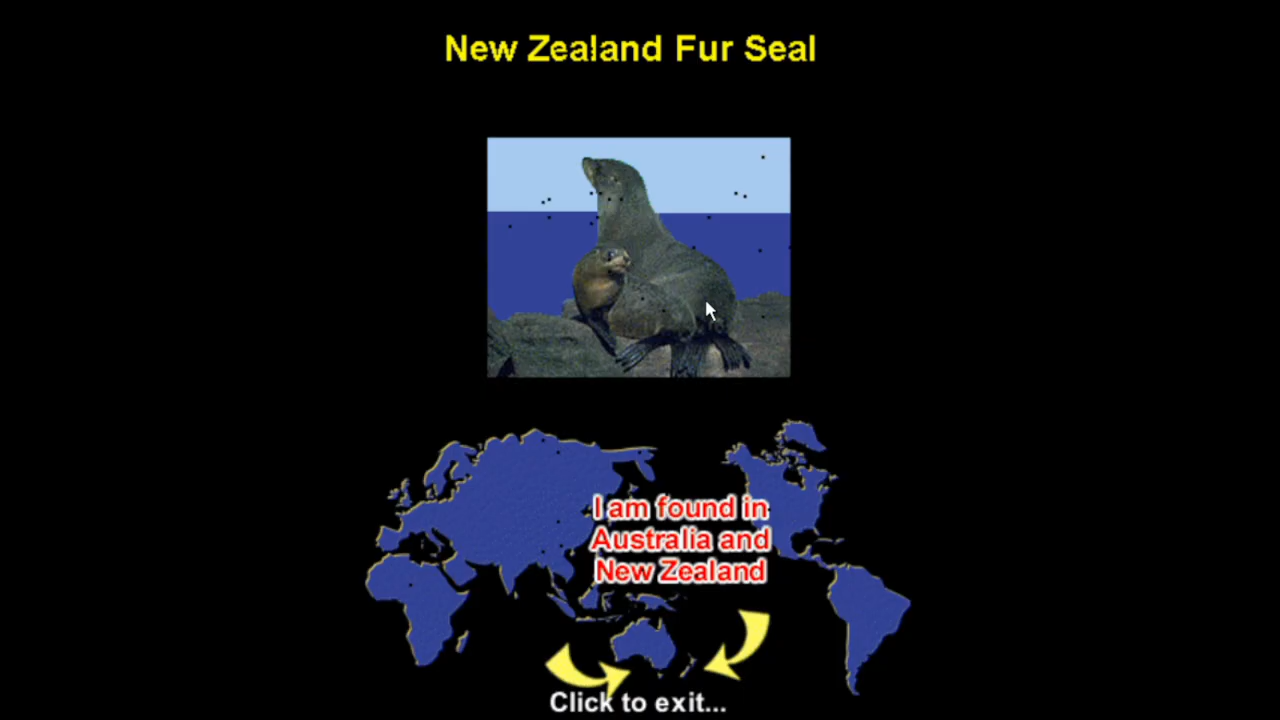 New Zealand Fur Seal
I am found in
Australia and
New Zealand
Click to exit...